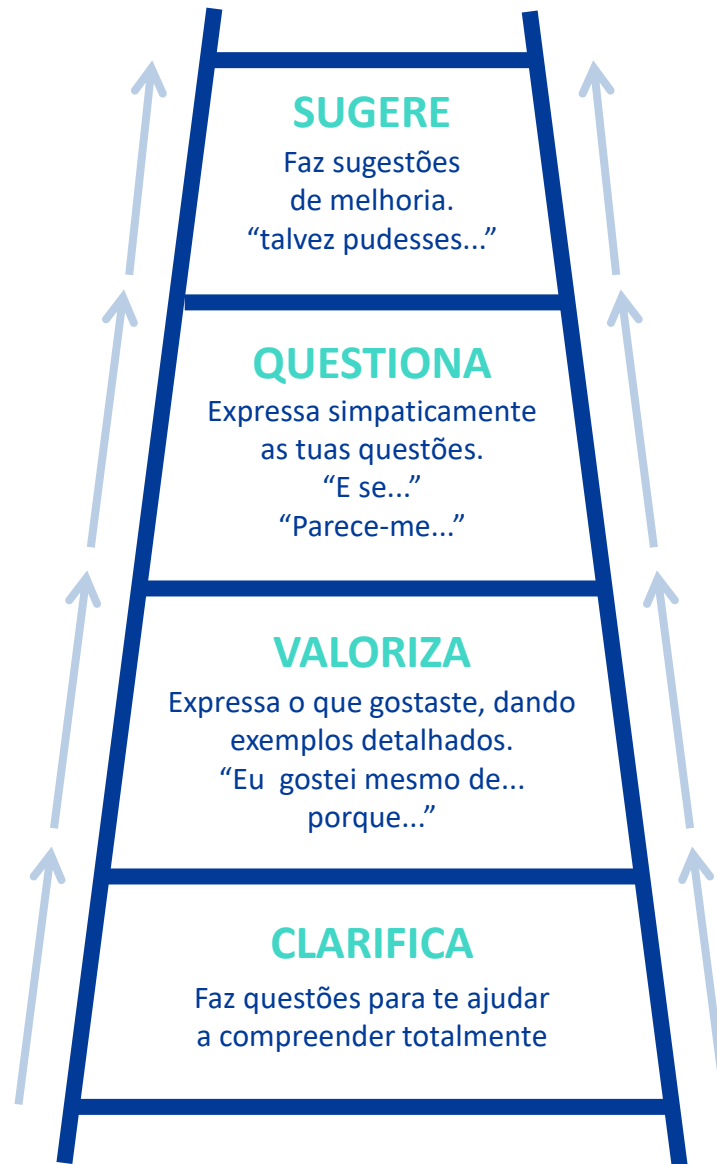 SUGERE
Faz sugestões
de melhoria.
“talvez pudesses...”
QUESTIONA
Expressa simpaticamente
as tuas questões.
“E se...”
“Parece-me...”
VALORIZA
Expressa o que gostaste, dando
exemplos detalhados.
“Eu  gostei mesmo de...
porque...”
CLARIFICA
Faz questões para te ajudar
a compreender totalmente